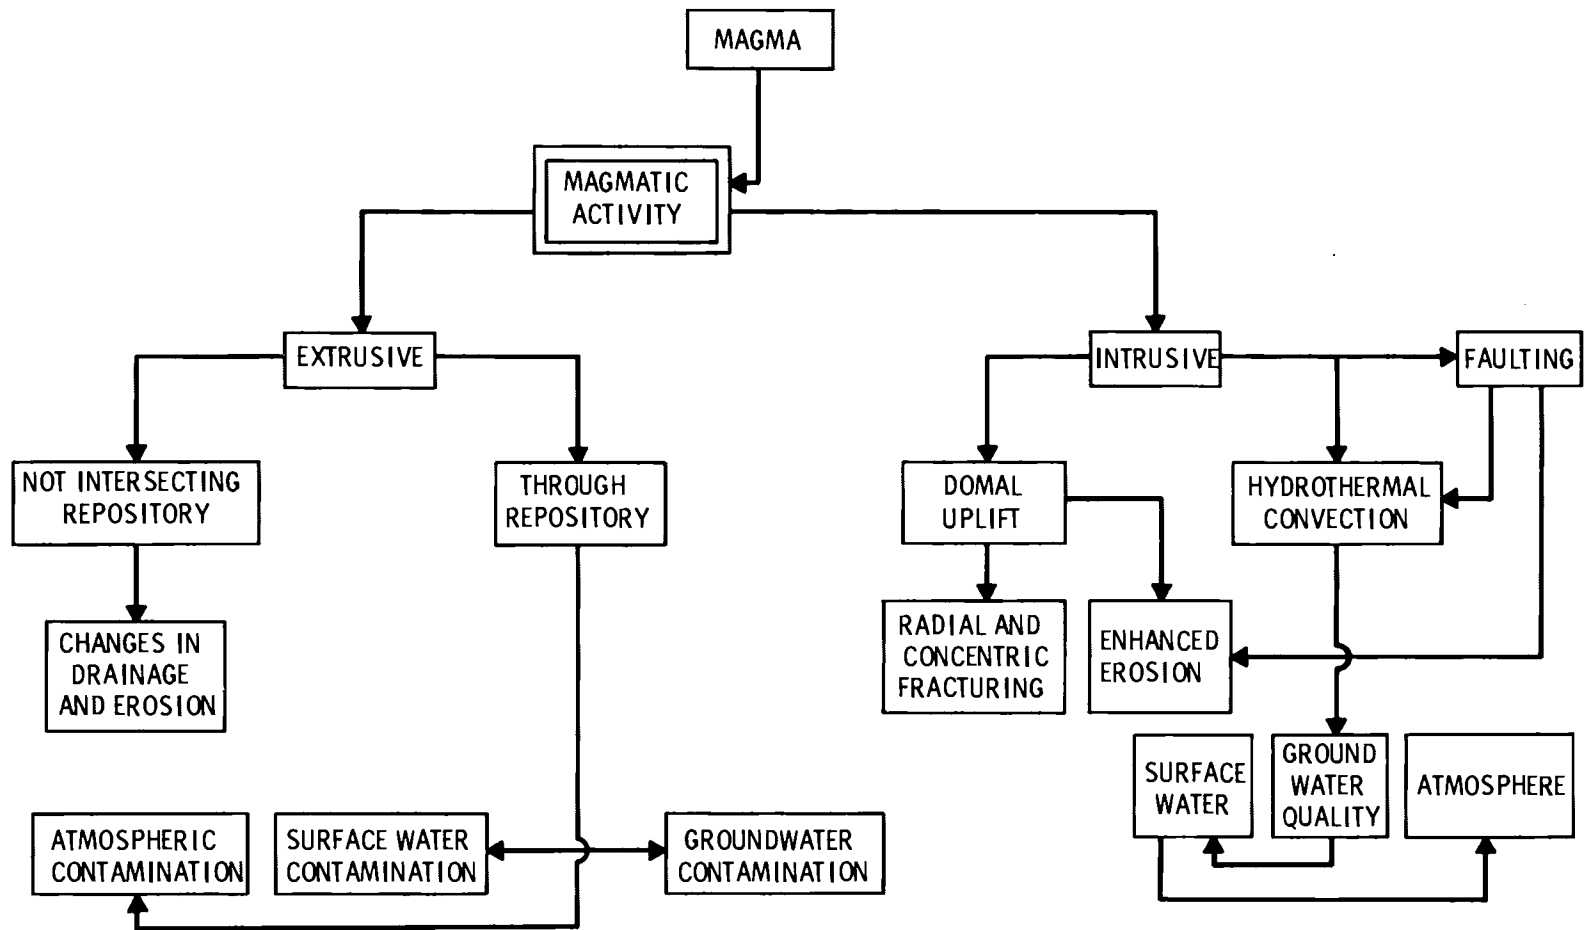 MAGMA
MAGMATIC
ACTIVITY
EXTRUSIVE
INTRUSIVE
FAULTING
NOT INTERSECTING
REPOSITORY
THROUGH
REPOSITORY
DOMAL
UPLIFT
HYDROTHERMAL
CONVECTION
CHANGES IN
DRAINAGE
AND EROSION
RADIAL AND
CONCENTRIC
FRACTURING
ENHANCED
EROSION
SURFACE
WATER
GROUND
WATER
QUALITY
ATMOSPHERE
ATMOSPHERIC
CONTAMINATION
SURFACE WATER
CONTAMINATION
GROUNDWATER
CONTAMINATION